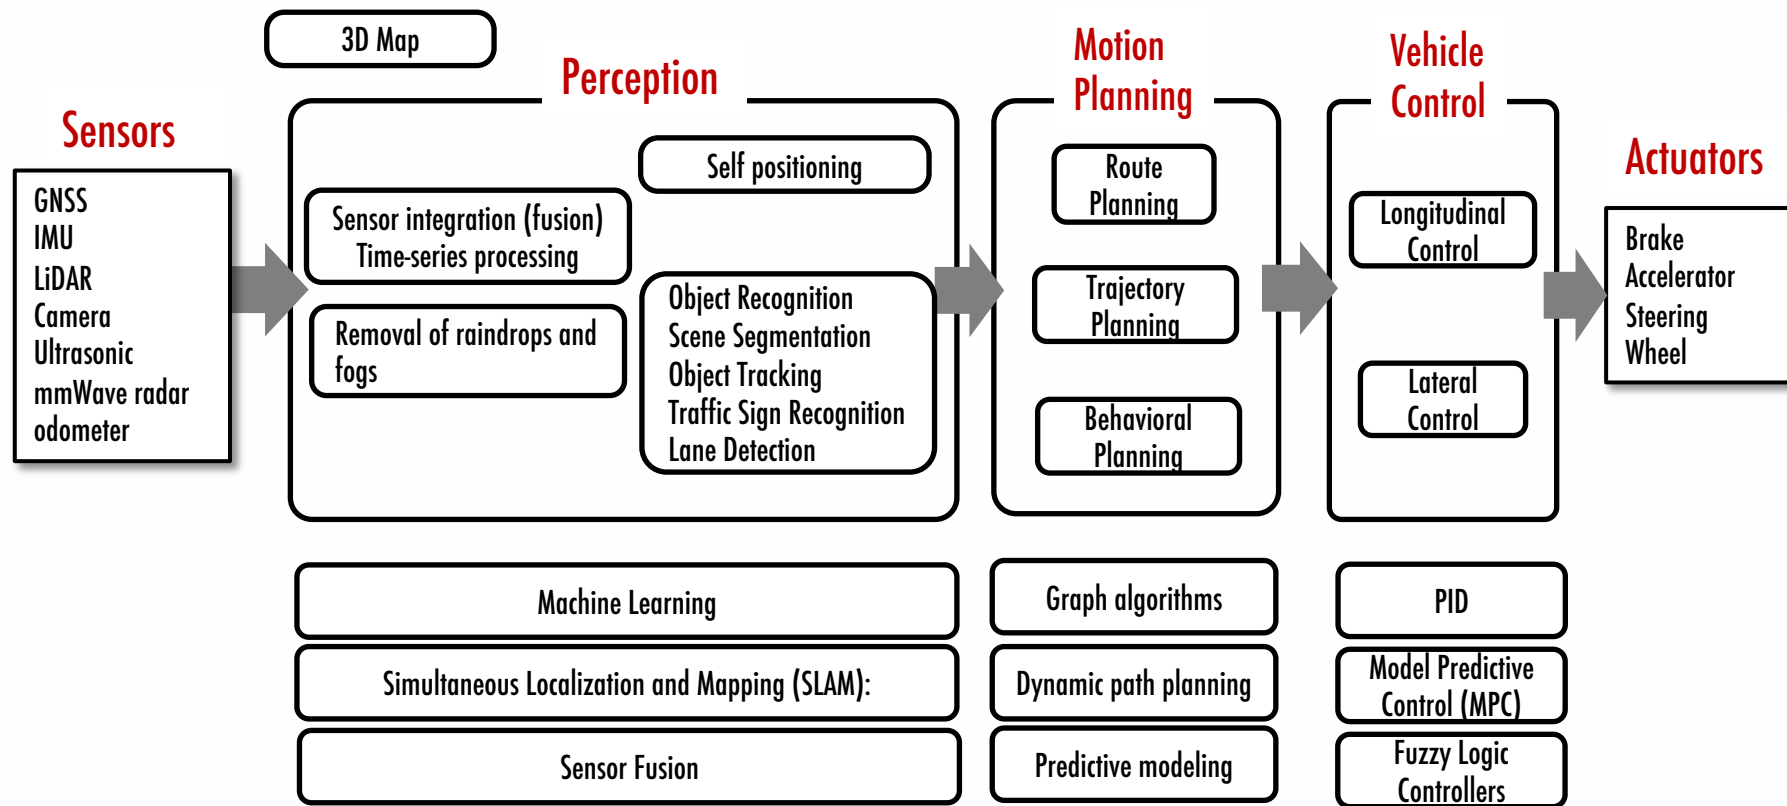 3D Map
Sensors
GNSS
IMU
LiDAR
Camera
Ultrasonic
mmWave radar
odometer
Perception
Self positioning
Sensor integration (fusion)
Time-series processing
Removal of raindrops and
fogs
Object Recognition
Scene Segmentation
Object Tracking
Traffic Sign Recognition
Lane Detection
Motion
Planning
Route
Planning
Trajectory
Planning
Behavioral
Planning
Vehicle
Control
Longitudinal
Control
Lateral
Control
Actuators
Brake
Accelerator
Steering
Wheel
Machine Learning
Simultaneous Localization and Mapping (SLAM):
Sensor Fusion
Graph algorithms
Dynamic path planning
Predictive modeling
PID
Model Predictive
Control (MPC)
Fuzzy Logic
Controllers